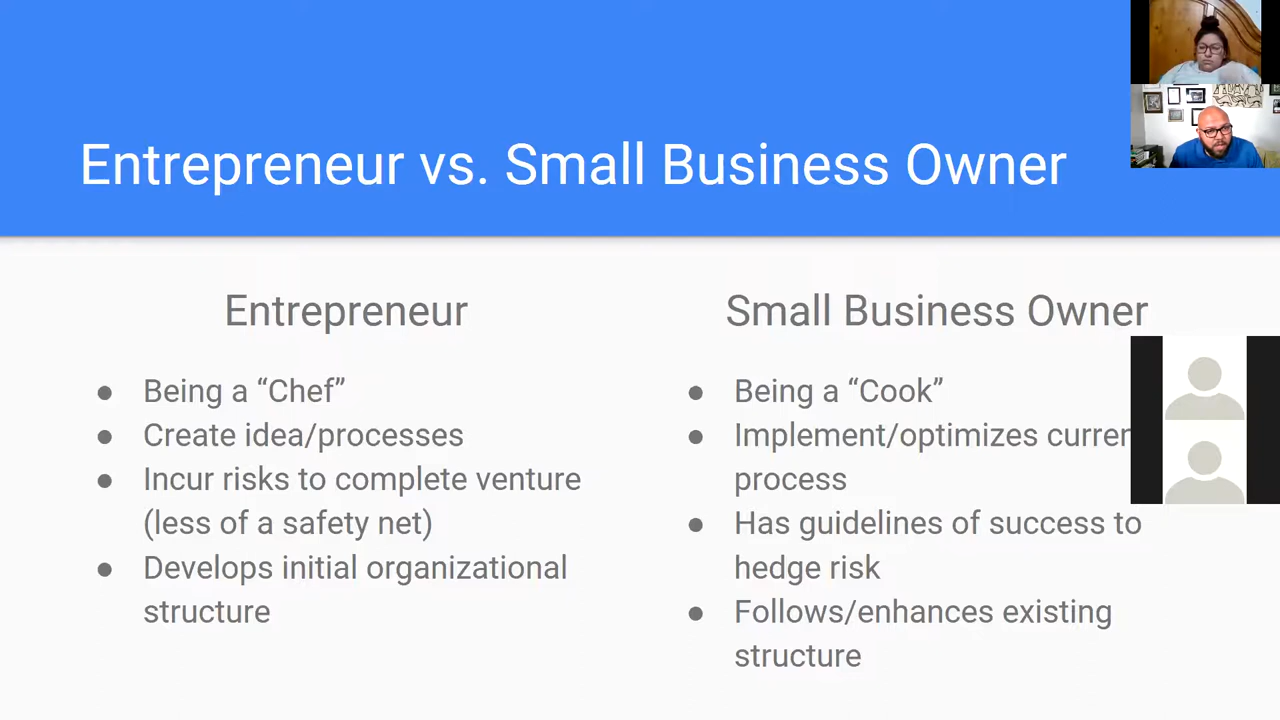 Entrepreneur vs. Small Business Owner
Entrepreneur
● Being a “Chef”
● Create idea/processes
● Incur risks to complete venture
(less of a safety net)
● Develops initial organizational
structure
Small Business Owner
● Being a “Cook”
● Implement/optimizes curren
process
● Has guidelines of success to
hedge risk
● Follows/enhances existing
structure